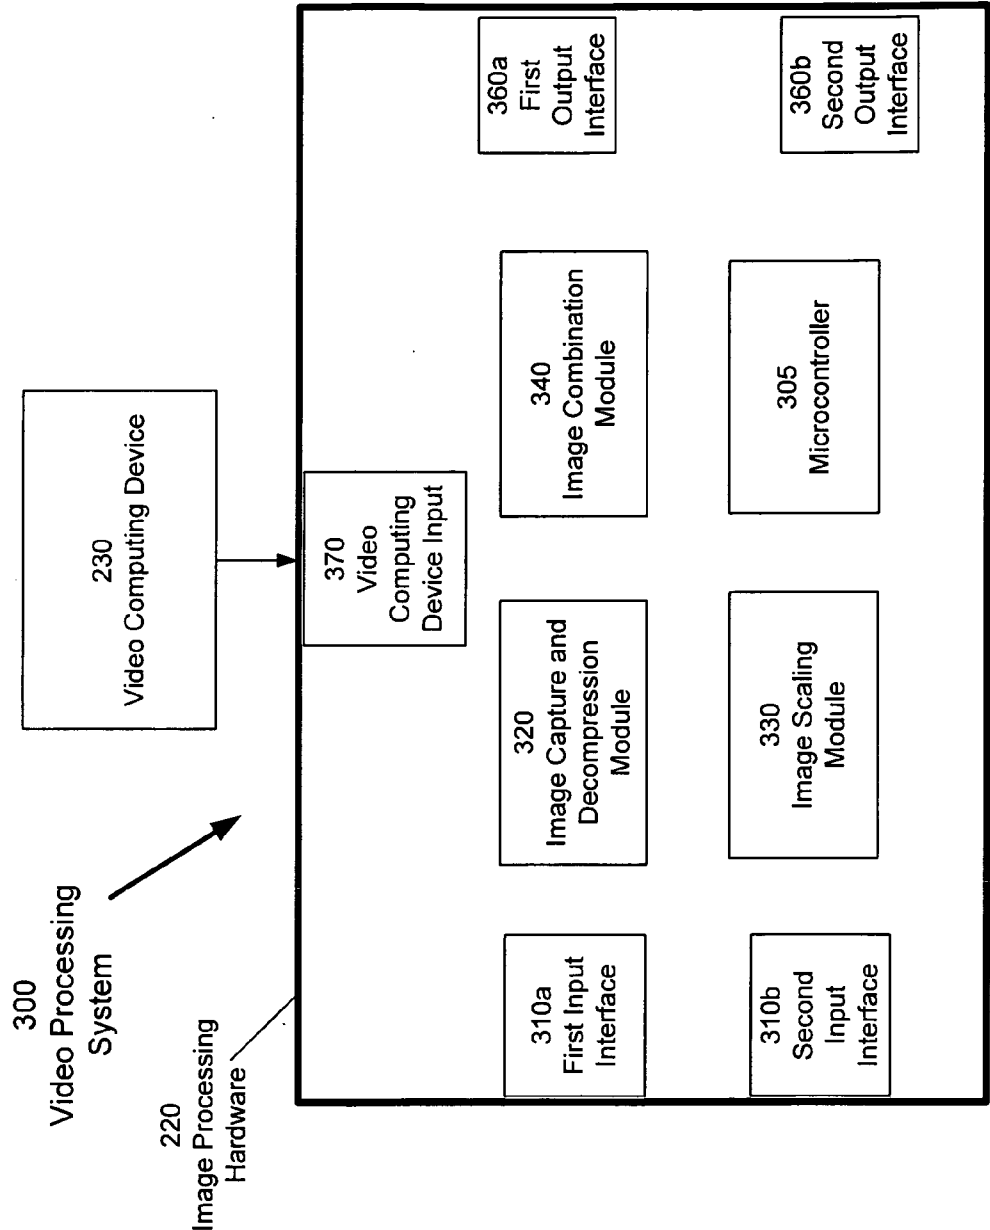 300
Video Processing
System
220
Image Processing
Hardware
230
Video Computing Device
370
Video
Computing
Device Input
310a
First Input
Interface
320
Image Capture and
Decompression
Module
340
Image Combination
Module
360a
First
Output
Interface
310b
Second
Input
Interface
330
Image Scaling
Module
305
Microcontroller
360b
Second
Output
Interface